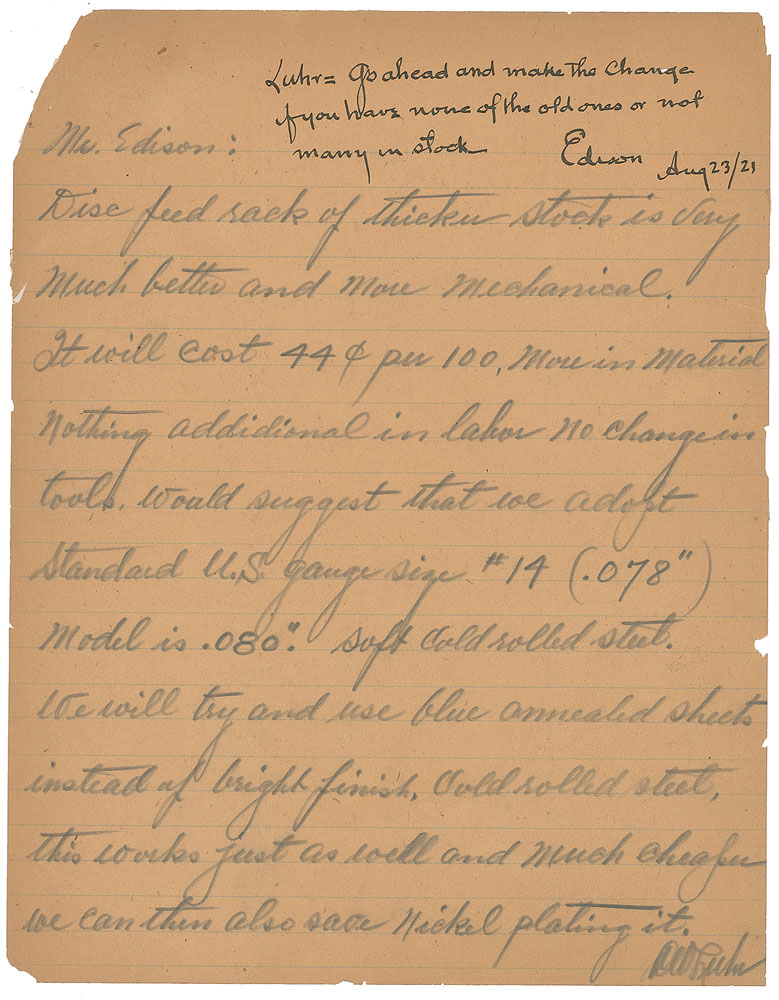 Luhr = Go ahead and make the change
if you have none of the old ones or not
many in stock Edison Aug 23/21
Mr. Edison:
Disc feed rack of thicker stock is very
Much better and More Mechanical.
It will cost 44¢ per 100, More in Material
Nothing addidional in labor No change in
tools. Would suggest that we adopt
Standard U.S. gauge size #14 (.078")
Model is .080". Soft Cold rolled steel.
We will try and use blue annealed sheets
instead of bright finish, Cold rolled steel,
this works just as well and Much cheaper
we can then also save Nickel plating it.
Luhr